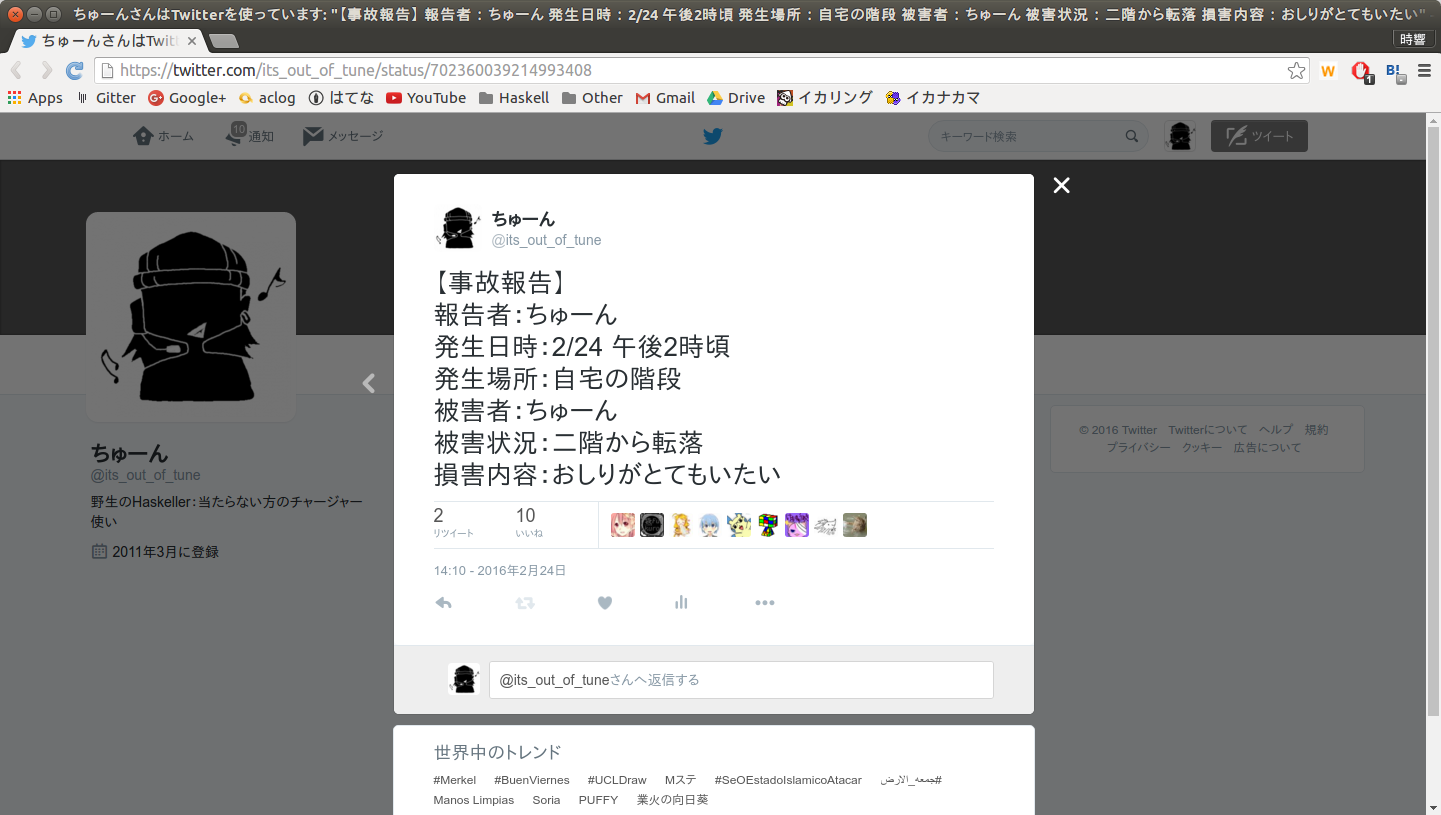 ちゅーんさんはTwitterを使っています: "【事故報告】 報告者：ちゅーん 発生日時：2/24 午後2時頃 発生場所：自宅の階段 被害者：ちゅーん 被害状況：二階から転落 損害内容：おしりがとてもいたい"
ちゅーんさんはTwit
時響
https://twitter.com/its_out_of_tune/status/702360039214993408
Apps Gitter Google+ aclog はてな YouTube Haskell Other Gmail Drive イカリング イカナカマ
ホーム 10 通知 メッセージ キーワード検索 ツイート
ちゅーん
@its_out_of_tune
【事故報告】
報告者：ちゅーん
発生日時：2/24 午後2時頃
発生場所：自宅の階段
被害者：ちゅーん
被害状況：二階から転落
損害内容：おしりがとてもいたい
2 10
リツイート いいね
14:10 - 2016年2月24日
@its_out_of_tuneさんへ返信する
世界中のトレンド
#Merkel #BuenViernes #UCLDraw Mステ #SeOEstadoIslamicoAtacar #جمعه_الارض
Manos Limpias Soria PUFFY 業火の向日葵
ちゅーん
@its_out_of_tune
野生のHaskeller：当たらない方のチャージャー
使い
2011年3月に登録
© 2016 Twitter Twitterについて ヘルプ 規約
プライバシー クッキー 広告について